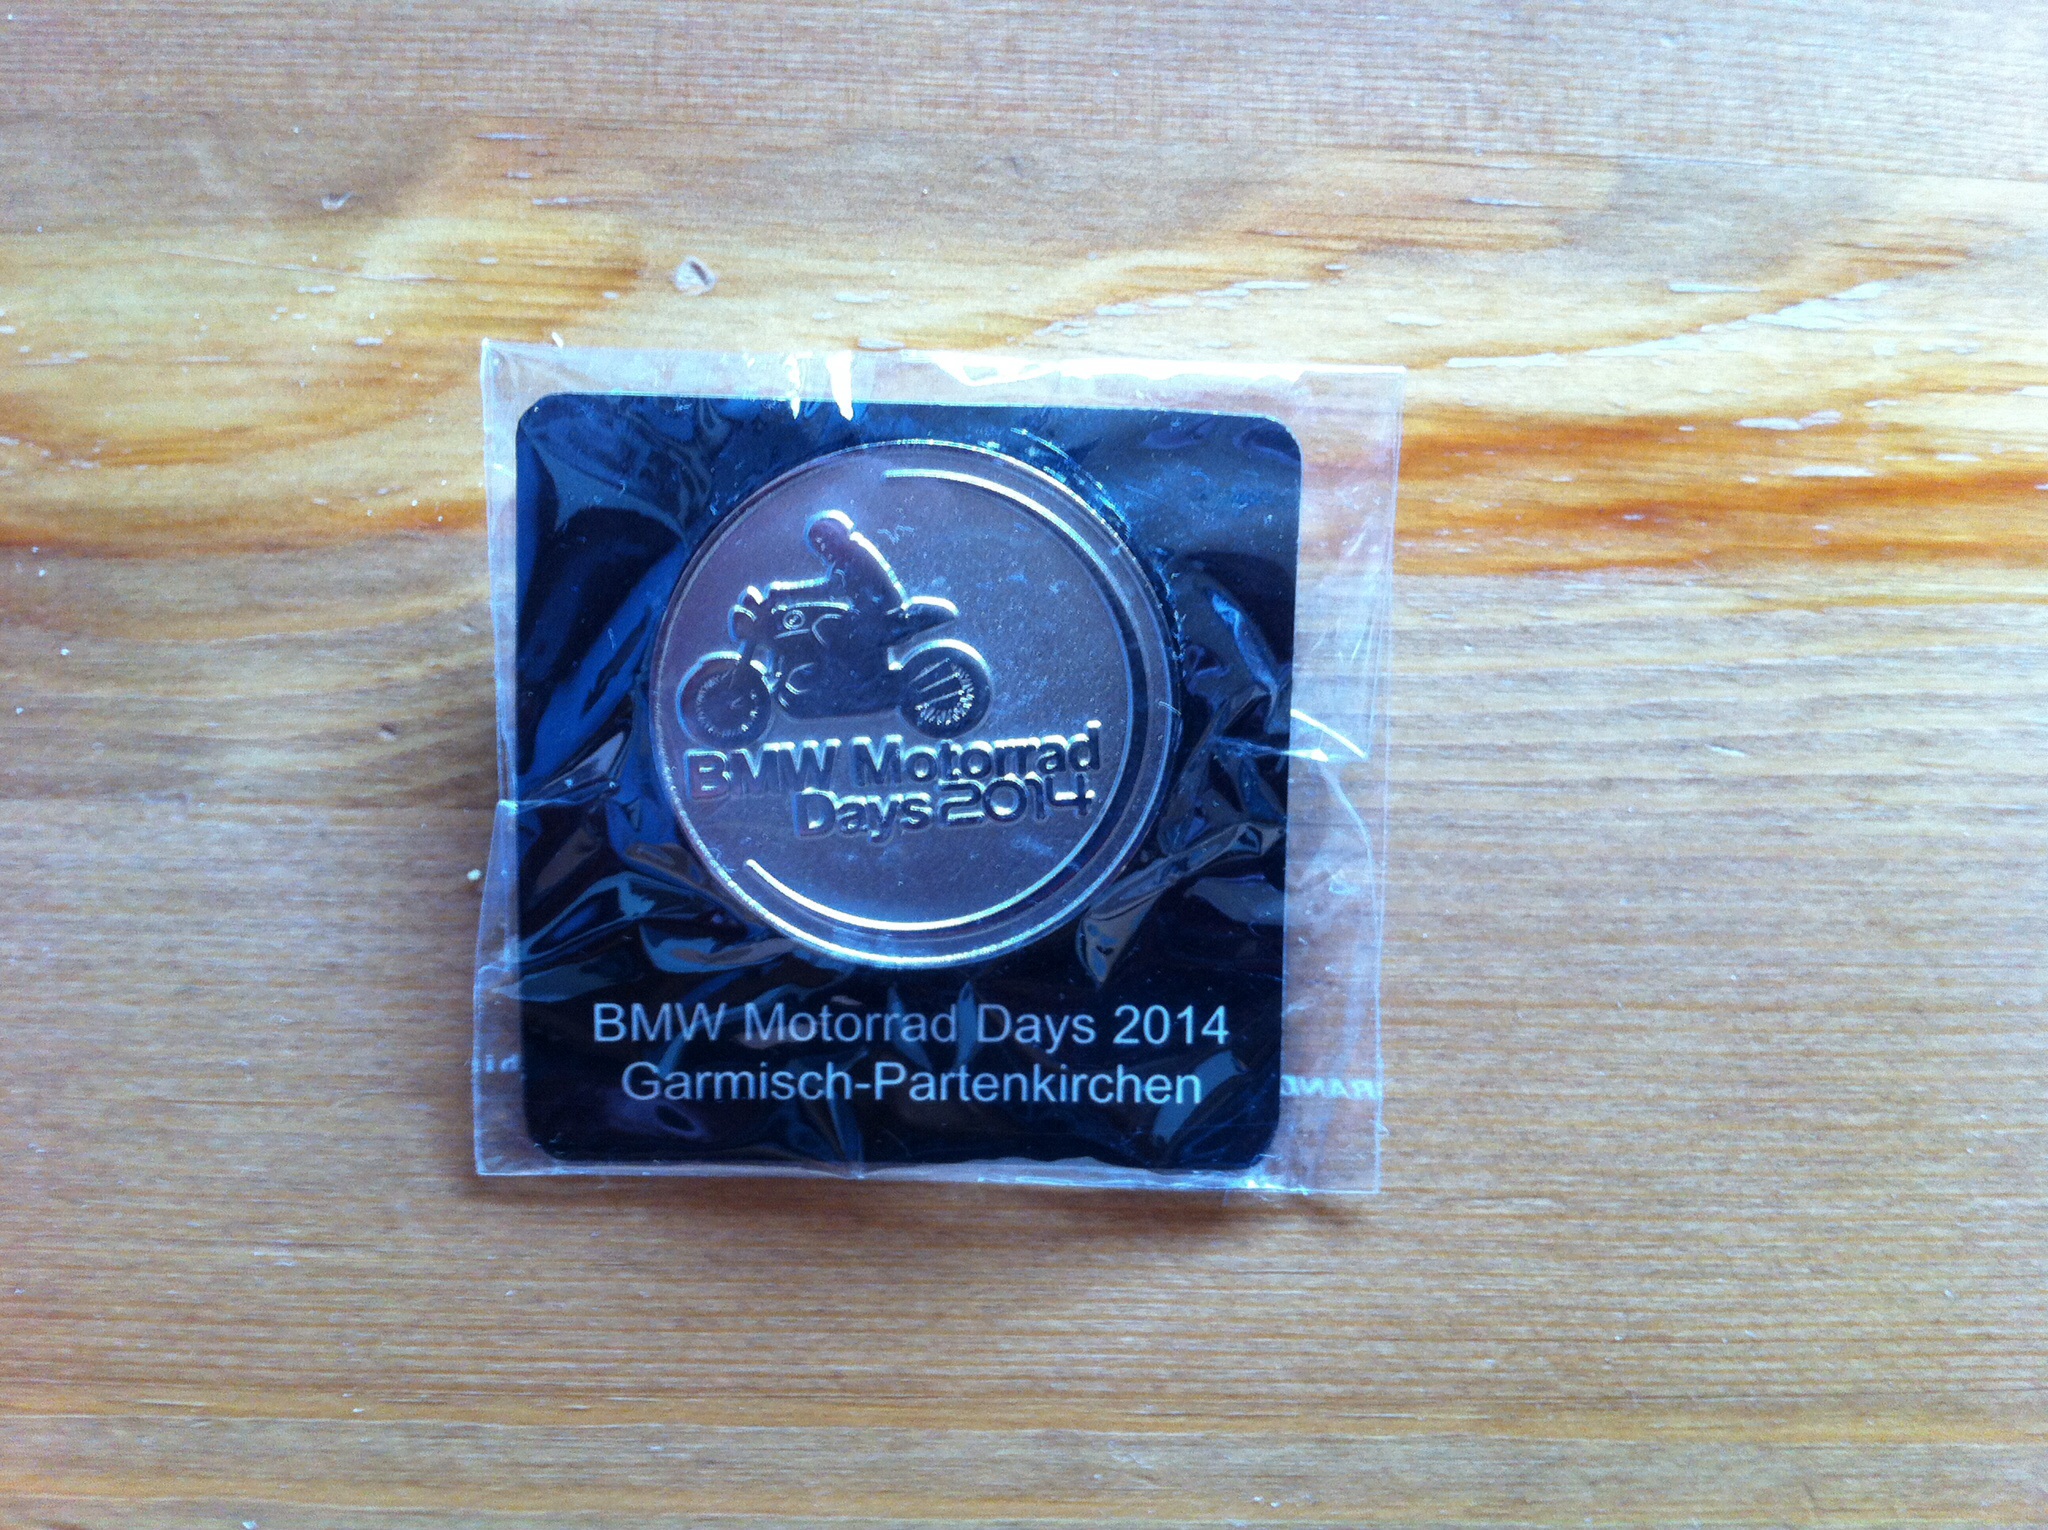 BMW Motorrad
Days 2014
BMW Motorrad Days 2014
Garmisch-Partenkirchen